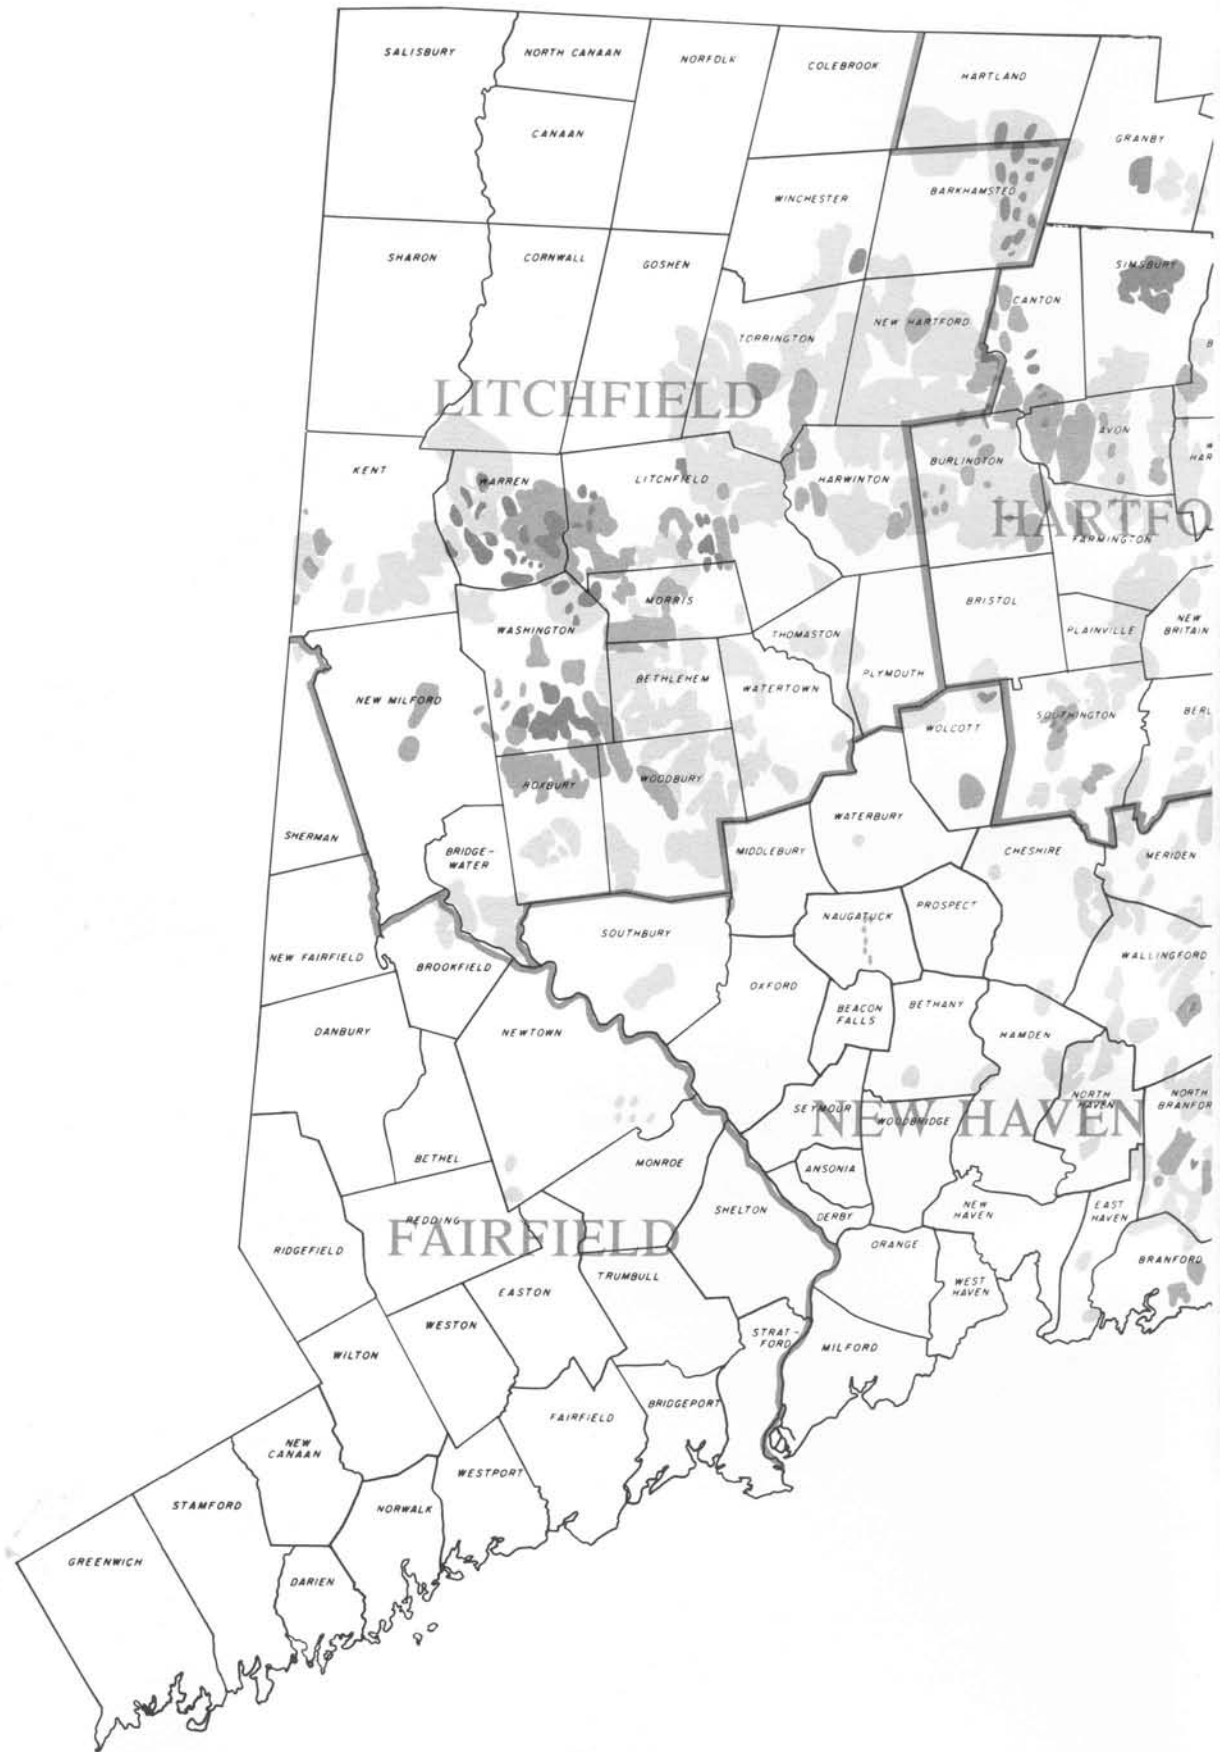 SALISBURY
NORTH CANAAN
NORFOLK
COLEBROOK
HARTLAND
CANAAN
GRANBY
WINCHESTER
BARKHAMSTED
SHARON
CORNWALL
GOSHEN
SIMSBURY
CANTON
NEW HARTFORD
TORRINGTON
LITCHFIELD
AVON
KENT
WARREN
LITCHFIELD
HARWINTON
BURLINGTON
HAR
HARTFO
FARMINGTON
MORRIS
BRISTOL
WASHINGTON
THOMASTON
PLAINVILLE
NEW
BRITAIN
BETHLEHEM
WATERTOWN
PLYMOUTH
NEW MILFORD
SOUTHINGTON
BERL
WOLCOTT
ROXBURY
WOODBURY
SHERMAN
BRIDGE-
WATER
MIDDLEBURY
WATERBURY
CHESHIRE
MERIDEN
NAUGATUCK
PROSPECT
SOUTHBURY
NEW FAIRFIELD
BROOKFIELD
WALLINGFORD
OXFORD
BEACON
FALLS
BETHANY
DANBURY
NEWTOWN
HAMDEN
SEYMOUR
WOODBRIDGE
NEW HAVEN
NORTH
HAVEN
NORTH
BRANFOR
BETHEL
MONROE
ANSONIA
SHELTON
DERBY
NEW
HAVEN
EAST
HAVEN
REDDING
FAIRFIELD
RIDGEFIELD
ORANGE
BRANFORD
TRUMBULL
EASTON
WEST
HAVEN
WESTON
WILTON
STRAT-
FORD
MILFORD
BRIDGEPORT
FAIRFIELD
NEW
CANAAN
WESTPORT
STAMFORD
NORWALK
GREENWICH
DARIEN